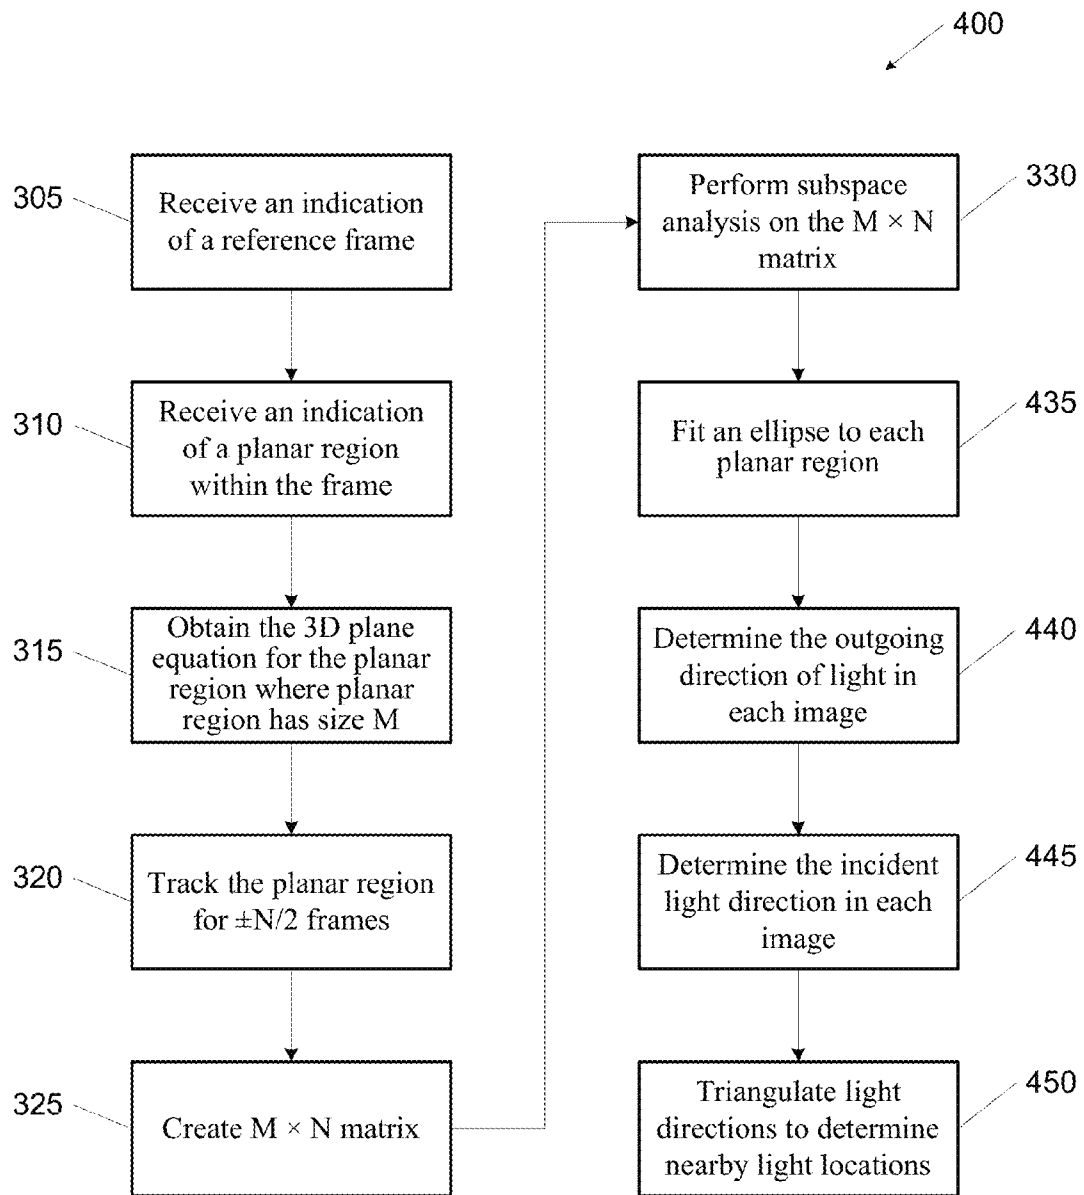 400
305
Receive an indication
of a reference frame
310
Receive an indication
of a planar region
within the frame
315
Obtain the 3D plane
equation for the planar
region where planar
region has size M
320
Track the planar region
for ±N/2 frames
325
Create M × N matrix
330
Perform subspace
analysis on the M × N
matrix
435
Fit an ellipse to each
planar region
440
Determine the outgoing
direction of light in
each image
445
Determine the incident
light direction in each
image
450
Triangulate light
directions to determine
nearby light locations